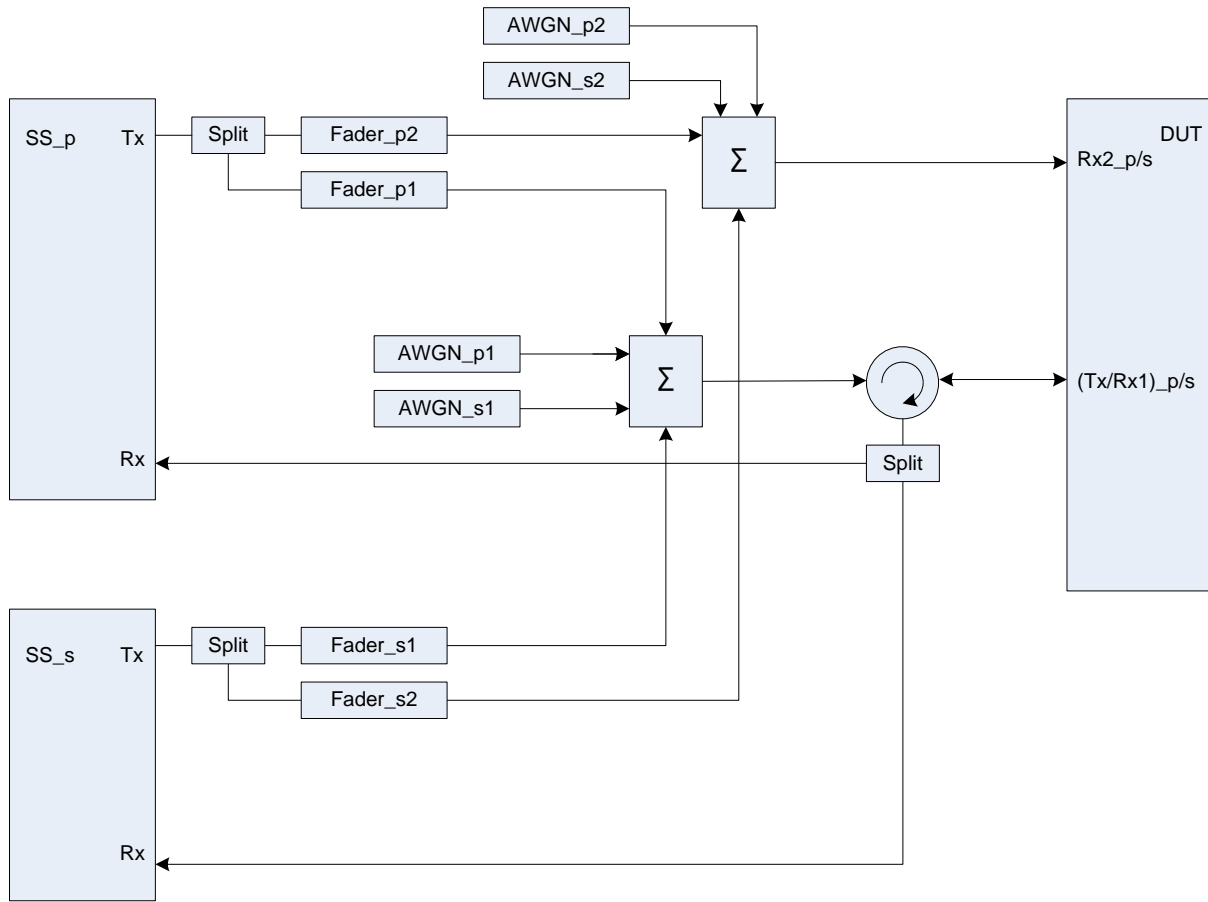 AWGN_p2
AWGN_s2
SS_p
Tx
Split
Fader_p2
Fader_p1
Σ
DUT
Rx2_p/s
AWGN_p1
AWGN_s1
Σ
(Tx/Rx1)_p/s
Rx
Split
SS_s
Tx
Split
Fader_s1
Fader_s2
Rx